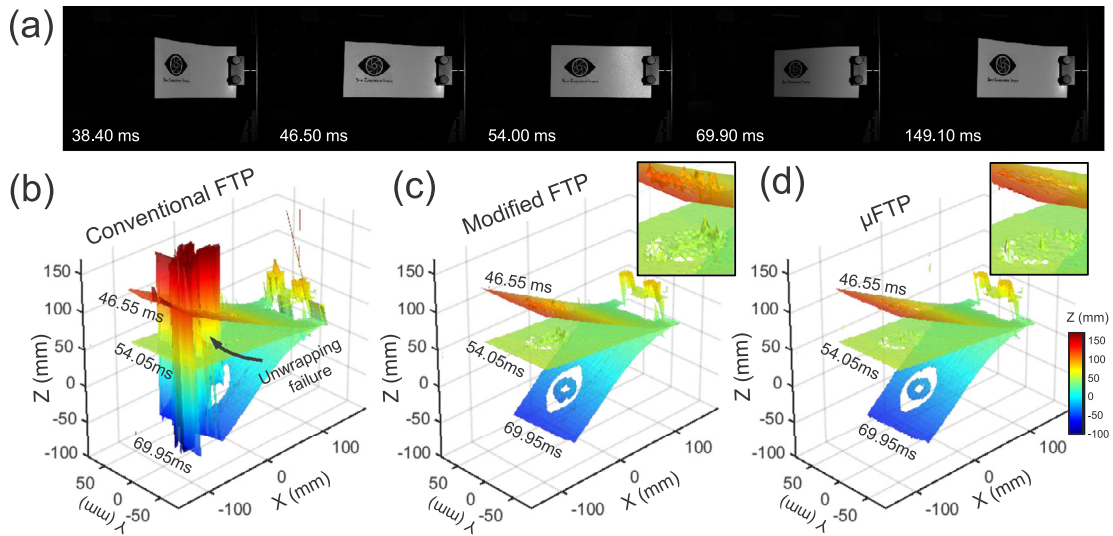 (a)
38.40 ms
46.50 ms
54.00 ms
69.90 ms
149.10 ms
(b)
Conventional FTP
150
100
50
0
-50
-100
Z (mm)
46.55 ms
54.05ms
69.95ms
Unwrapping
failure
50
0
-50
Y (mm)
-100
0
100
X (mm)
(c)
Modified FTP
150
100
50
0
-50
-100
Z (mm)
46.55 ms
54.05ms
69.95ms
50
0
-50
Y (mm)
-100
0
100
X (mm)
(d)
μFTP
150
100
50
0
-50
-100
Z (mm)
46.55 ms
54.05ms
69.95ms
50
0
-50
Y (mm)
-100
0
100
X (mm)
Z (mm)
150
100
50
0
-50
-100